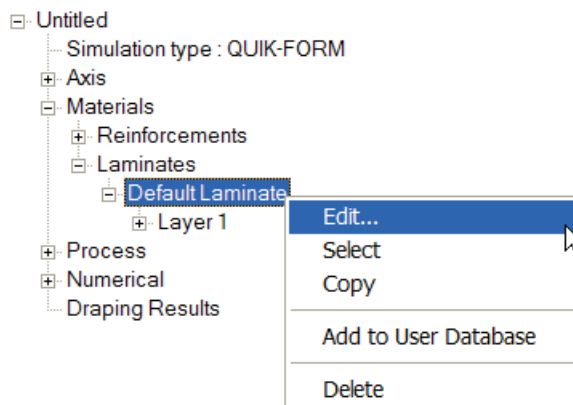 Untitled
Simulation type : QUIK-FORM
Axis
Materials
Reinforcements
Laminates
Default Laminate
Layer 1
Process
Numerical
Draping Results
Edit...
Select
Copy
Add to User Database
Delete